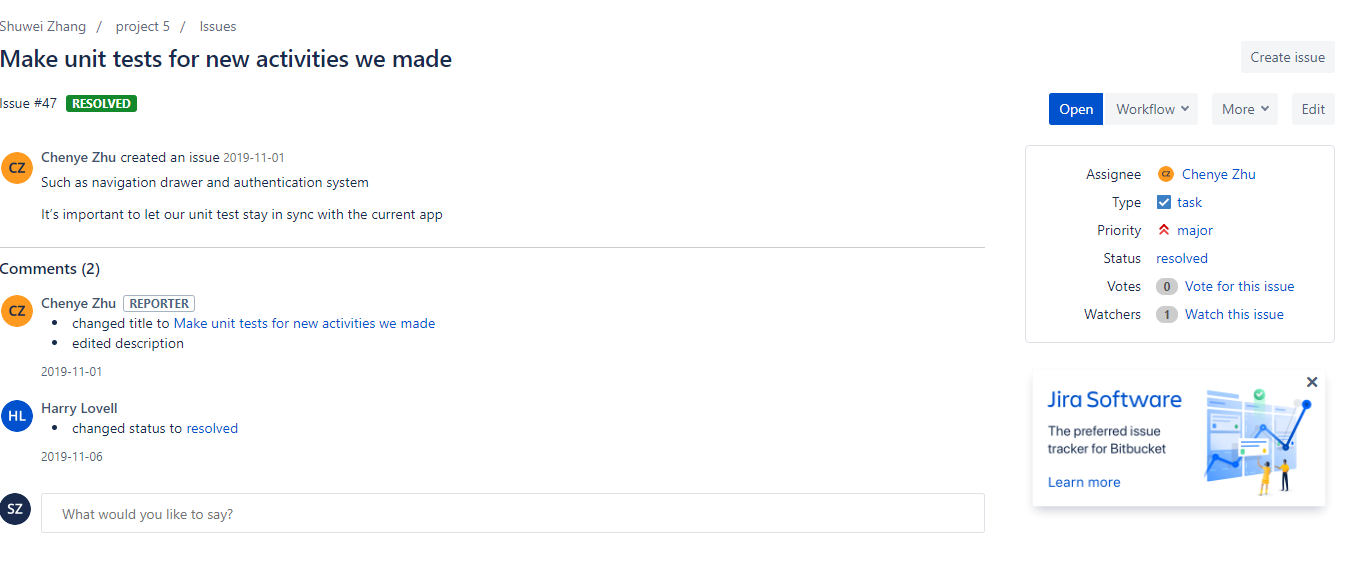 Shuwei Zhang / project 5 / Issues
Make unit tests for new activities we made
Create issue
Issue #47 RESOLVED
Open Workflow More Edit
CZ Chenye Zhu created an issue 2019-11-01
Such as navigation drawer and authentication system
It's important to let our unit test stay in sync with the current app
Assignee CZ Chenye Zhu
Type task
Priority major
Status resolved
Votes 0 Vote for this issue
Watchers 1 Watch this issue
Comments (2)
CZ Chenye Zhu REPORTER
• changed title to Make unit tests for new activities we made
• edited description
2019-11-01
HL Harry Lovell
• changed status to resolved
2019-11-06
SZ What would you like to say?
Jira Software
The preferred issue
tracker for Bitbucket
Learn more